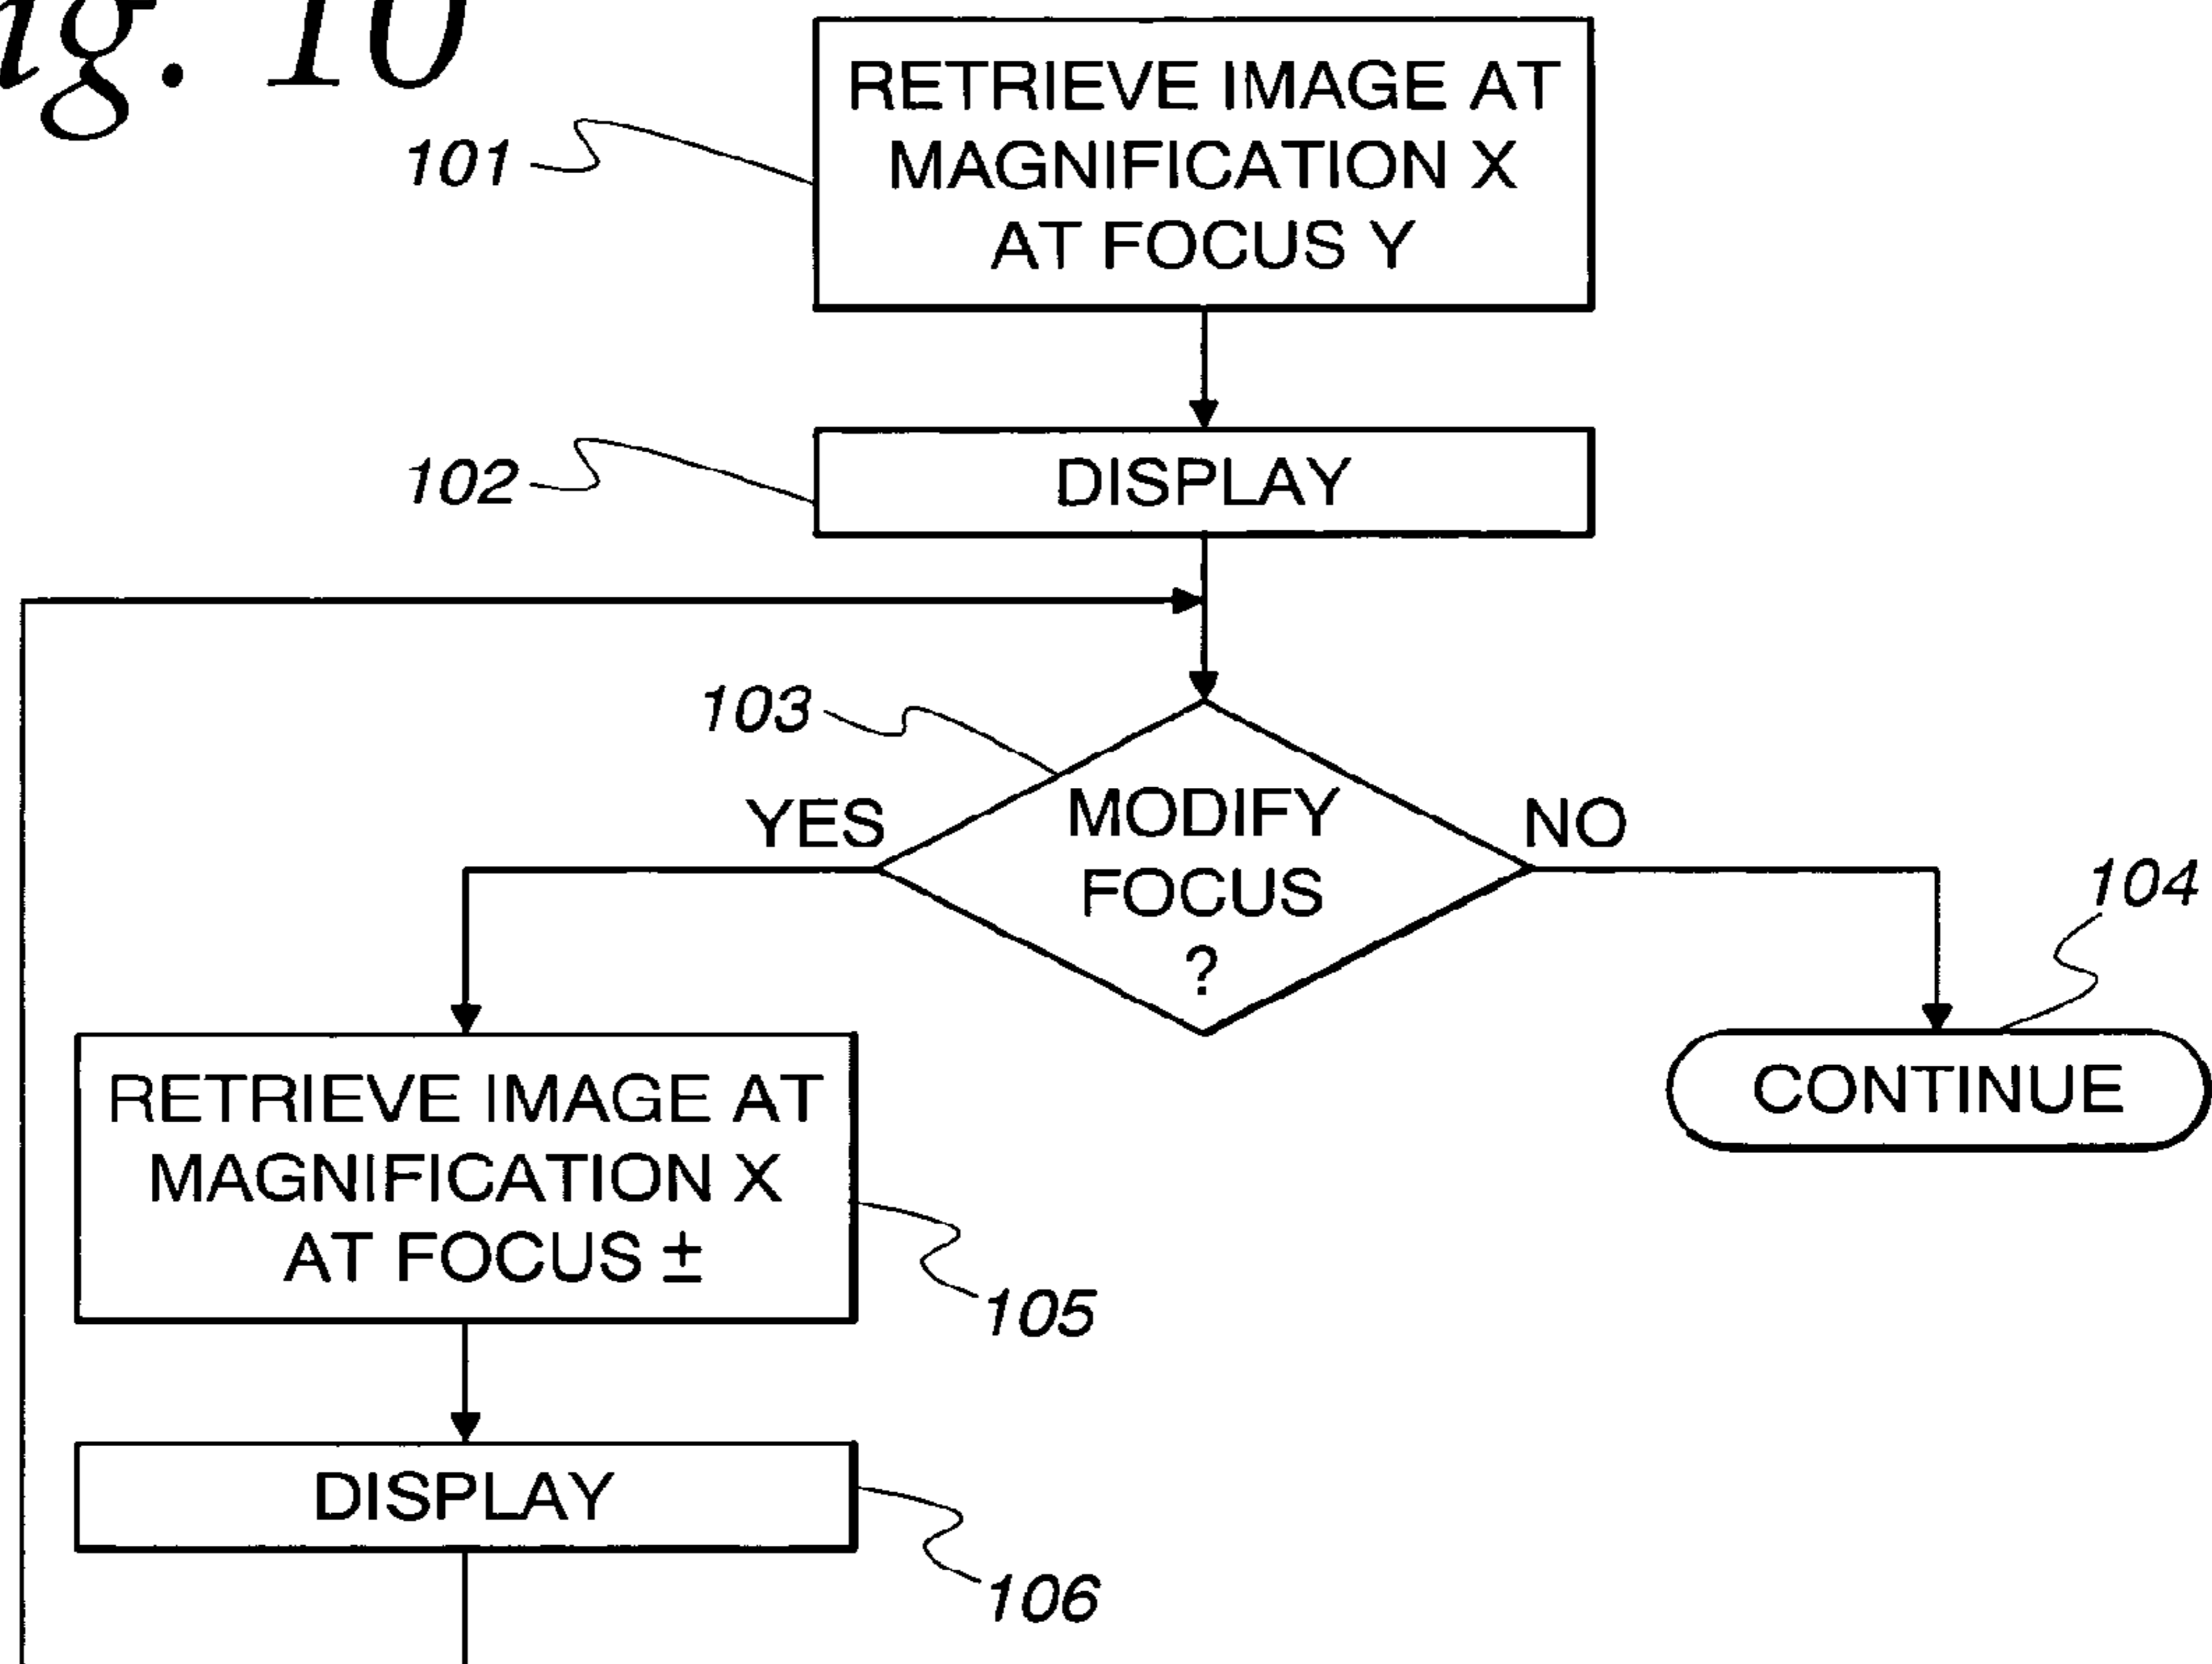 10
RETRIEVE IMAGE AT
MAGNIFICATION X
AT FOCUS Y
101
DISPLAY
102
103
MODIFY
FOCUS
?
YES
NO
104
CONTINUE
RETRIEVE IMAGE AT
MAGNIFICATION X
AT FOCUS ±
105
DISPLAY
106